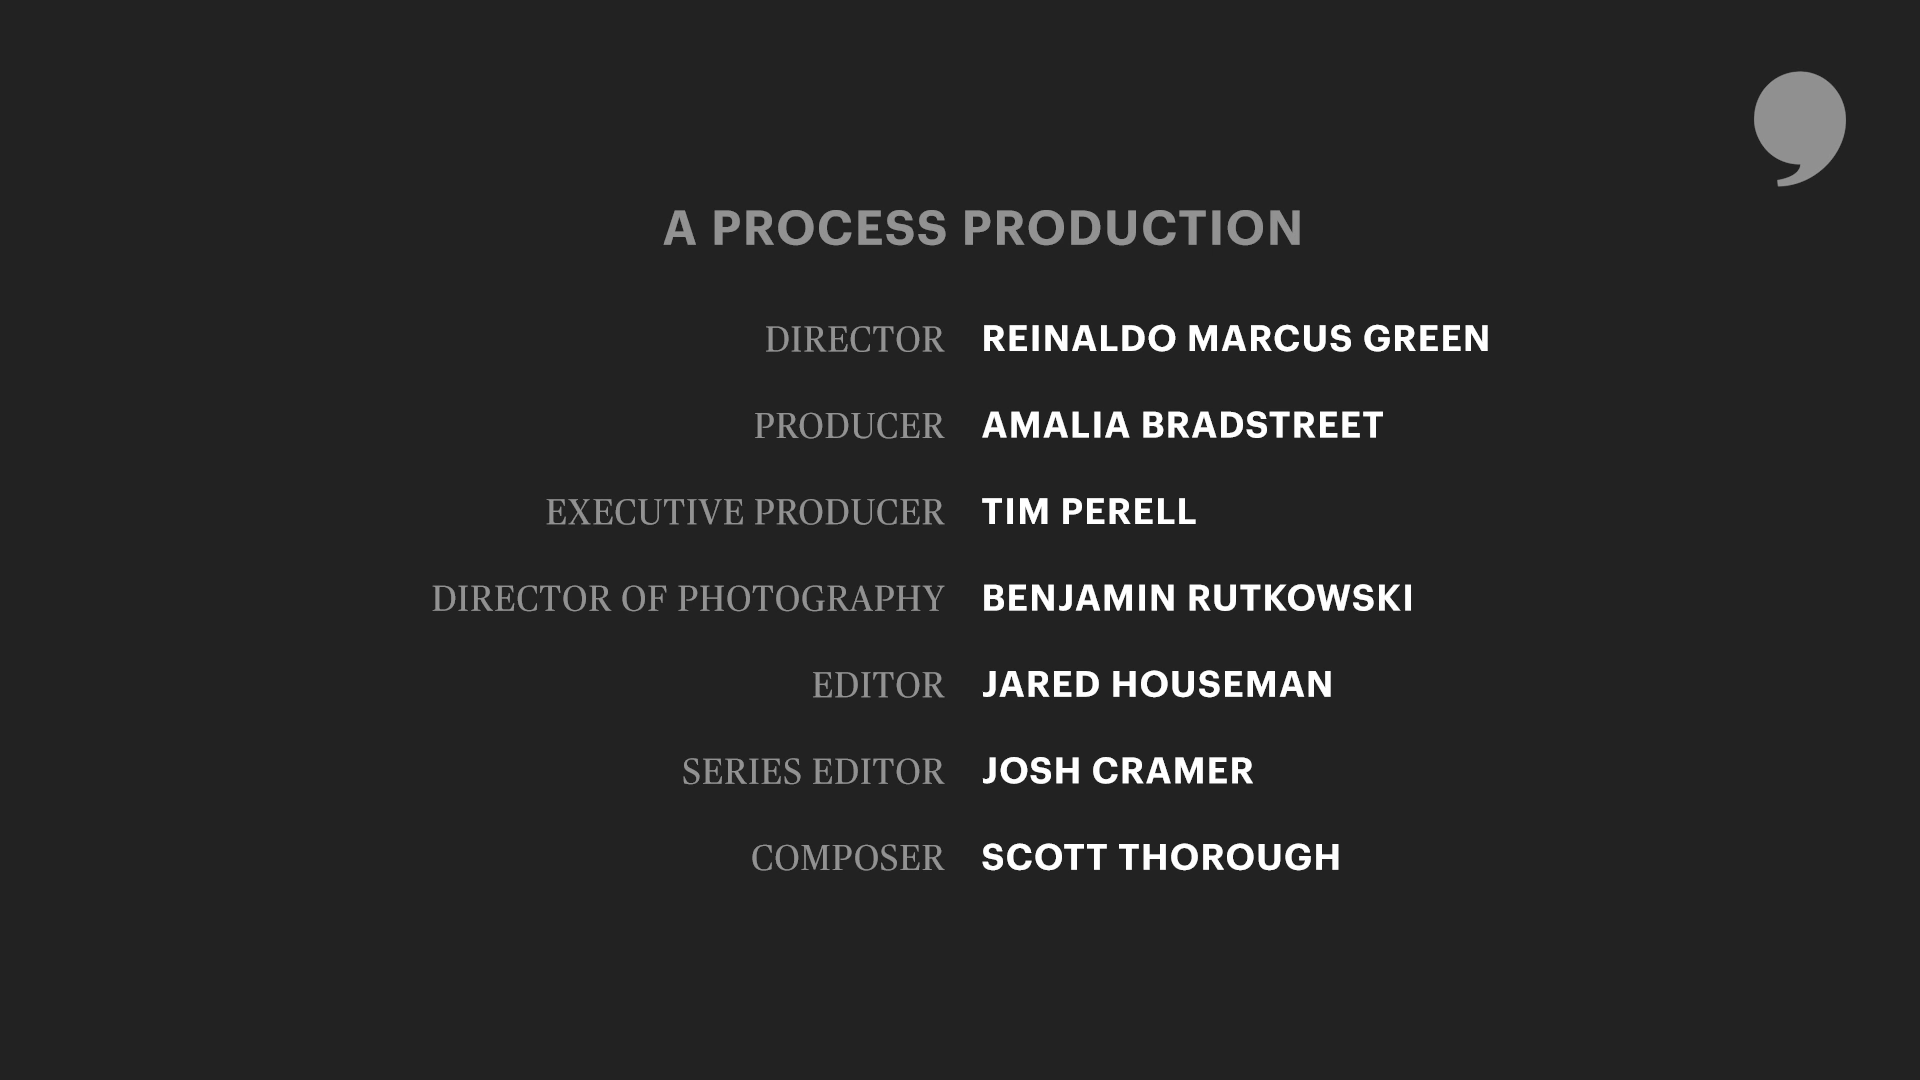 A PROCESS PRODUCTION
DIRECTOR REINALDO MARCUS GREEN
PRODUCER AMALIA BRADSTREET
EXECUTIVE PRODUCER TIM PERELL
DIRECTOR OF PHOTOGRAPHY BENJAMIN RUTKOWSKI
EDITOR JARED HOUSEMAN
SERIES EDITOR JOSH CRAMER
COMPOSER SCOTT THOROUGH